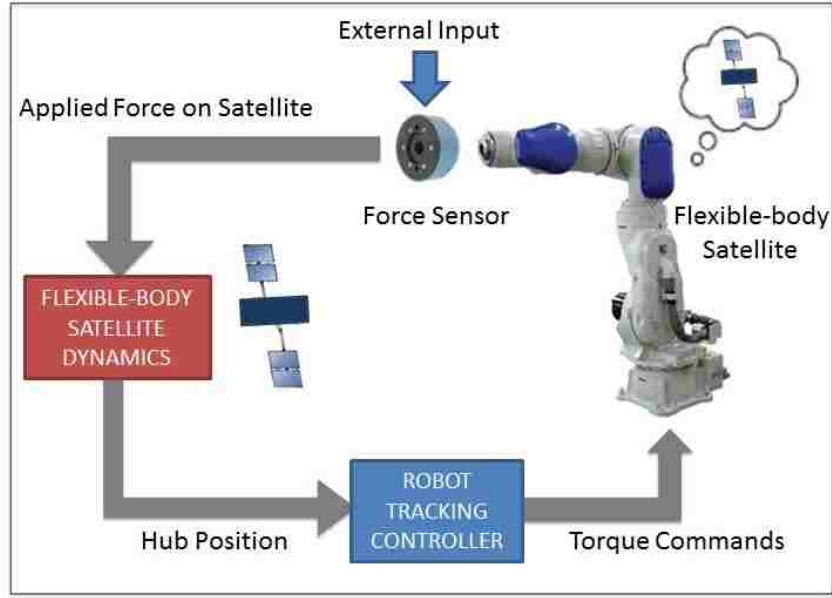 External Input
Applied Force on Satellite
Force Sensor
Flexible-body
Satellite
FLEXIBLE-BODY
SATELLITE
DYNAMICS
ROBOT
TRACKING
CONTROLLER
Hub Position
Torque Commands